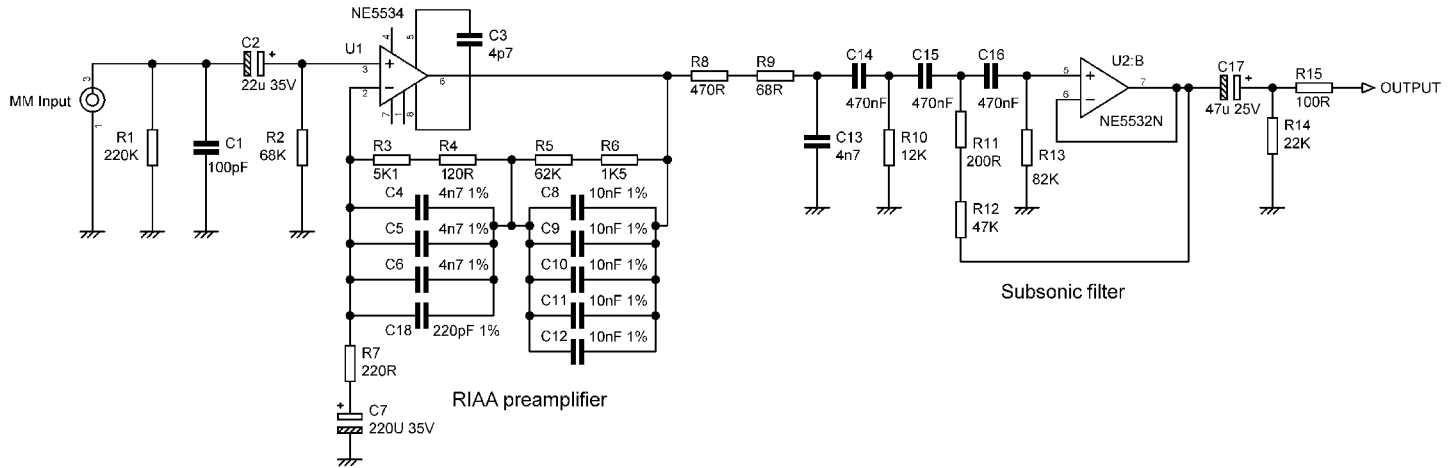 NE5534
C3
4p7
U1
4
5
3
2
6
7
1
8
C2
+
22u 35V
MM Input
3
1
R1
220K
C1
100pF
R2
68K
R3
5K1
R4
120R
R5
62K
R6
1K5
C4
4n7 1%
C5
4n7 1%
C6
4n7 1%
C18
220pF 1%
C8
10nF 1%
C9
10nF 1%
C10
10nF 1%
C11
10nF 1%
C12
10nF 1%
R7
220R
+
C7
220U 35V
RIAA preamplifier
R8
470R
R9
68R
C13
4n7
C14
470nF
C15
470nF
C16
470nF
R10
12K
R11
200R
R12
47K
R13
82K
U2:B
5
6
7
NE5532N
C17
+
47u 25V
R14
22K
R15
100R
OUTPUT
Subsonic filter